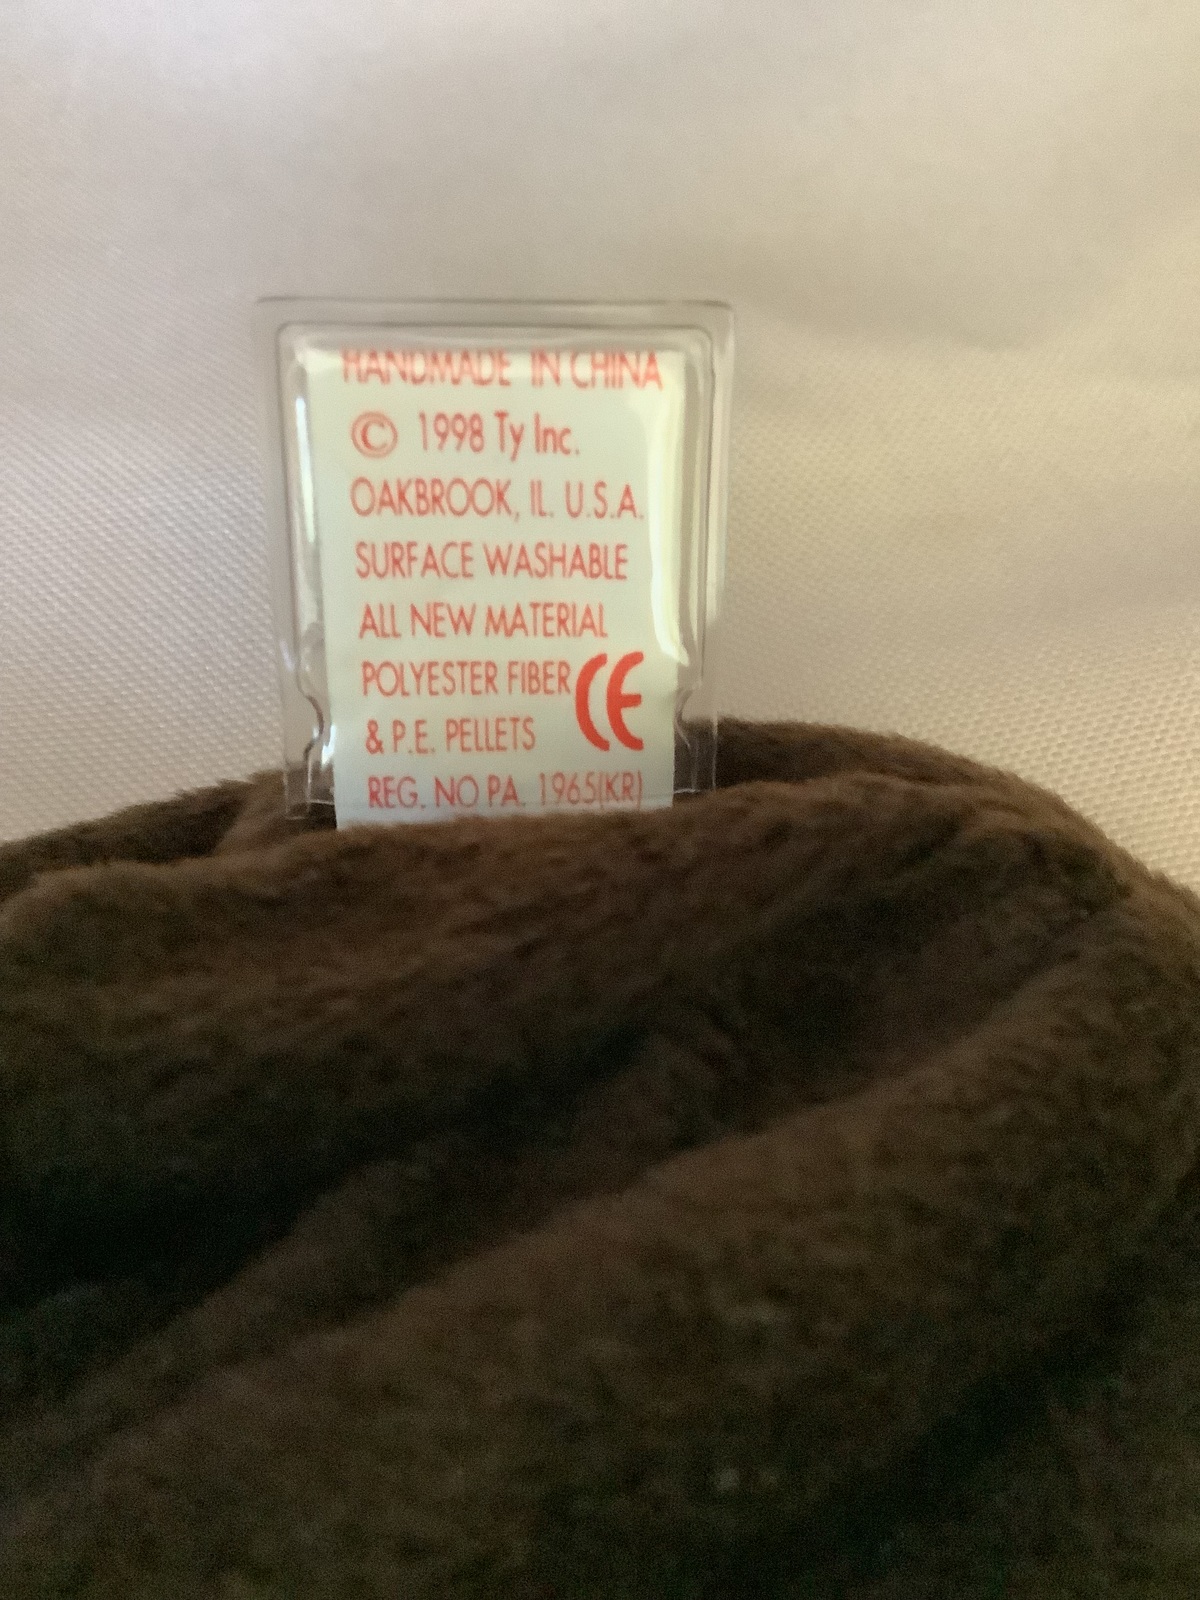 HANDMADE IN CHINA
© 1998 Ty Inc.
OAKBROOK, IL. U.S.A.
SURFACE WASHABLE
ALL NEW MATERIAL
POLYESTER FIBER
& P.E. PELLETS CE
REG. NO PA. 1965(KR)